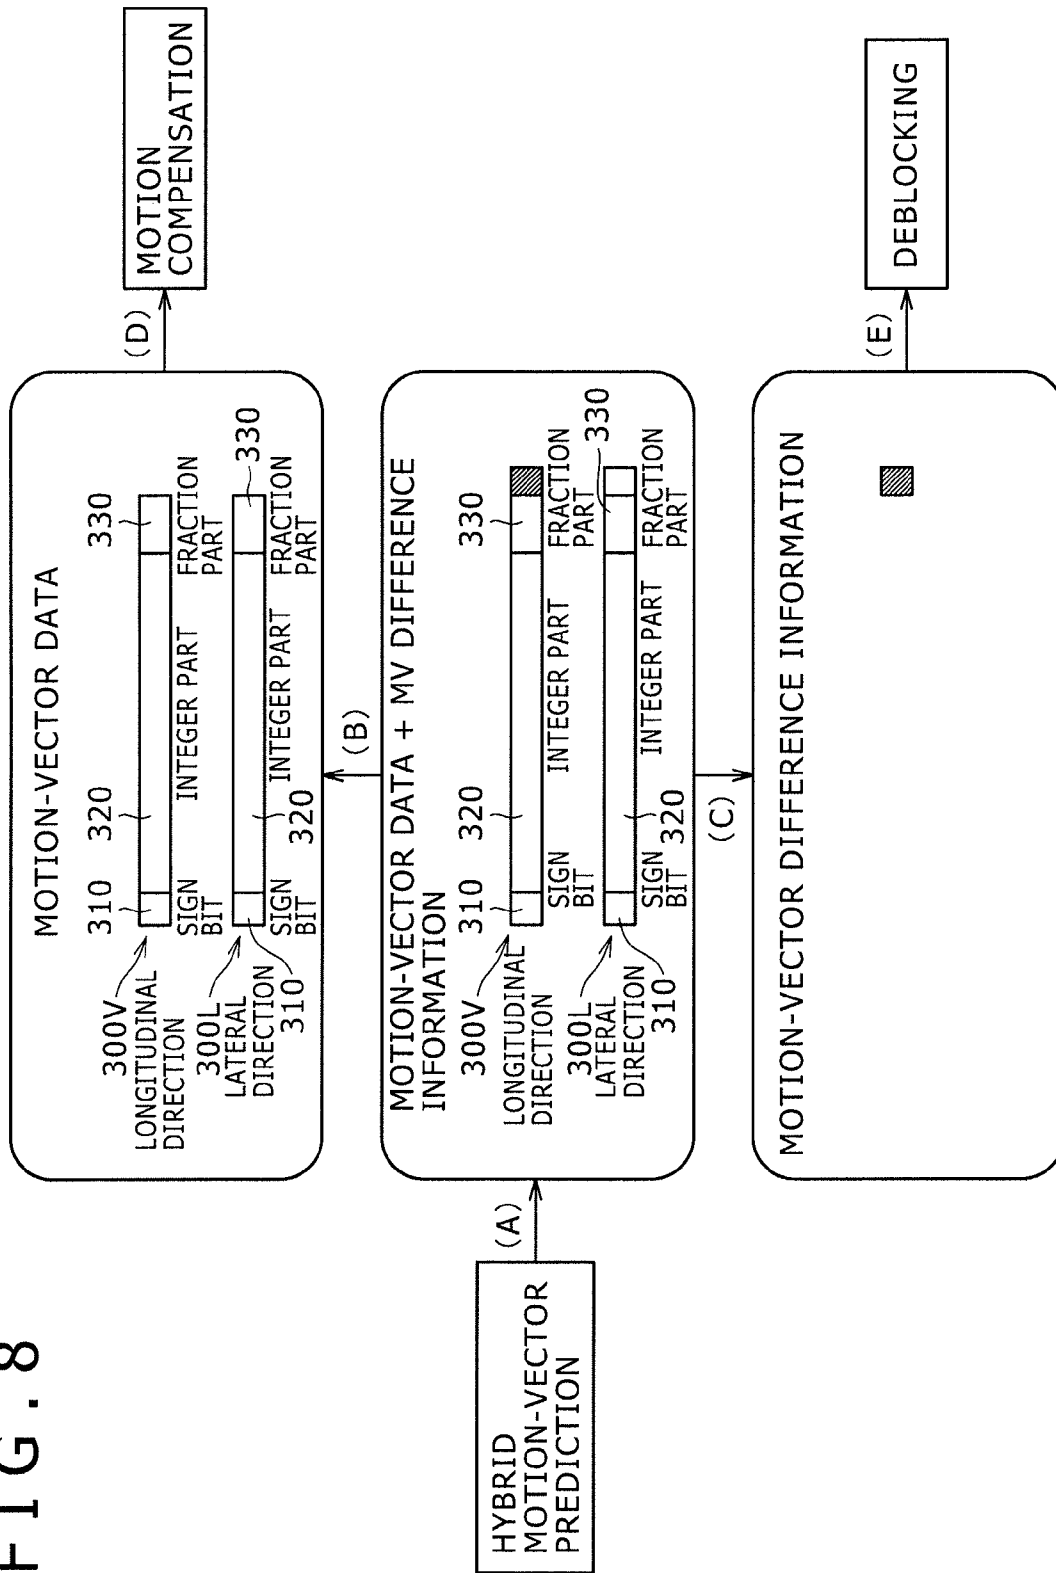 FIG.8
MOTION-VECTOR DATA
300V
310
320
330
LONGITUDINAL
DIRECTION
SIGN
BIT
INTEGER PART
FRACTION
PART
300L
LATERAL
DIRECTION
310
SIGN
BIT
320
INTEGER PART
FRACTION
PART
330
(D)
MOTION
COMPENSATION
(B)
HYBRID
MOTION-VECTOR
PREDICTION
(A)
MOTION-VECTOR DATA + MV DIFFERENCE
INFORMATION
300V
310
320
330
LONGITUDINAL
DIRECTION
SIGN
BIT
INTEGER PART
FRACTION
PART
300L
LATERAL
DIRECTION
310
SIGN
BIT
320
INTEGER PART
FRACTION
PART
330
(C)
MOTION-VECTOR DIFFERENCE INFORMATION
(E)
DEBLOCKING